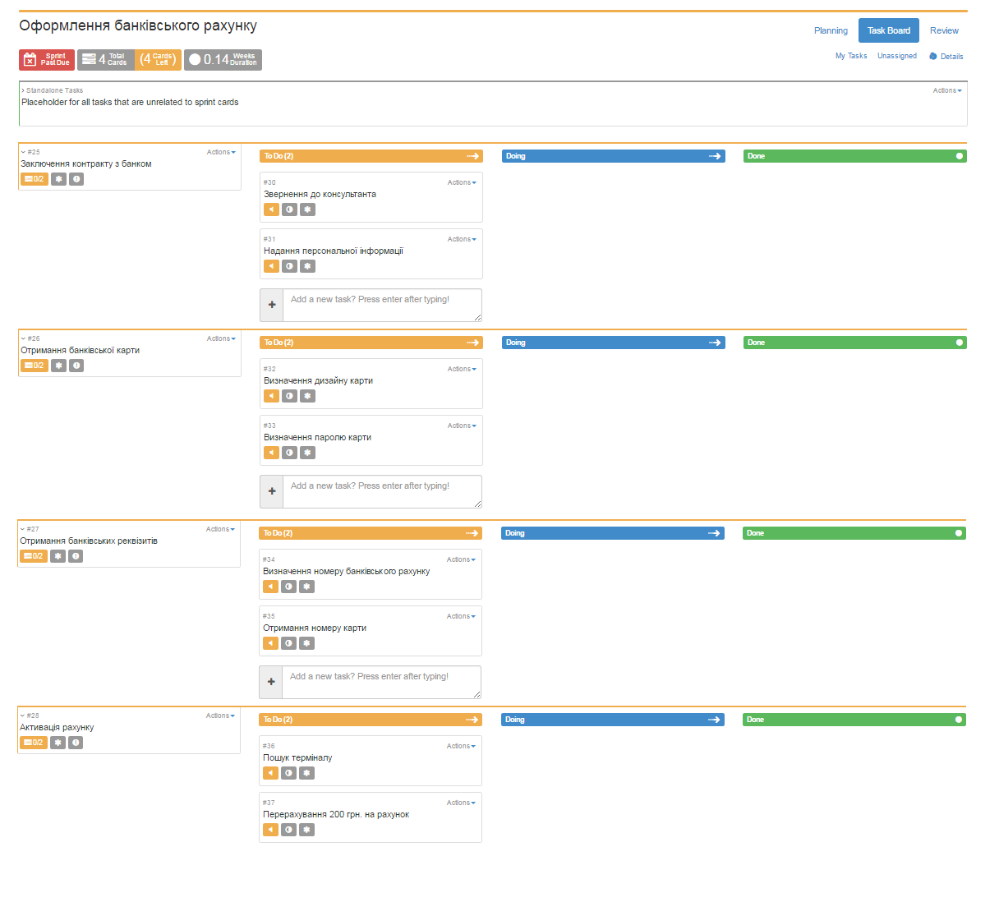 Оформлення банківського рахунку
Planning Task Board Review
Sprint Past Due 4 Total Cards (4 Cards Left) 0.14 Weeks Duration
My Tasks Unassigned Details
Standalone Tasks Actions
Placeholder for all tasks that are unrelated to sprint cards
#25 Actions
Заключення контракту з банком
0/2
To Do (2) Doing Done
#30 Actions
Звернення до консультанта
#31 Actions
Надання персональної інформації
Add a new task? Press enter after typing!
#26 Actions
Отримання банківської карти
0/2
To Do (2) Doing Done
#32 Actions
Визначення дизайну карти
#33 Actions
Визначення паролю карти
Add a new task? Press enter after typing!
#27 Actions
Отримання банківських реквізитів
0/2
To Do (2) Doing Done
#34 Actions
Визначення номеру банківського рахунку
#35 Actions
Отримання номеру карти
Add a new task? Press enter after typing!
#28 Actions
Активація рахунку
0/2
To Do (2) Doing Done
#36 Actions
Пошук терміналу
#37 Actions
Перерахування 200 грн. на рахунок